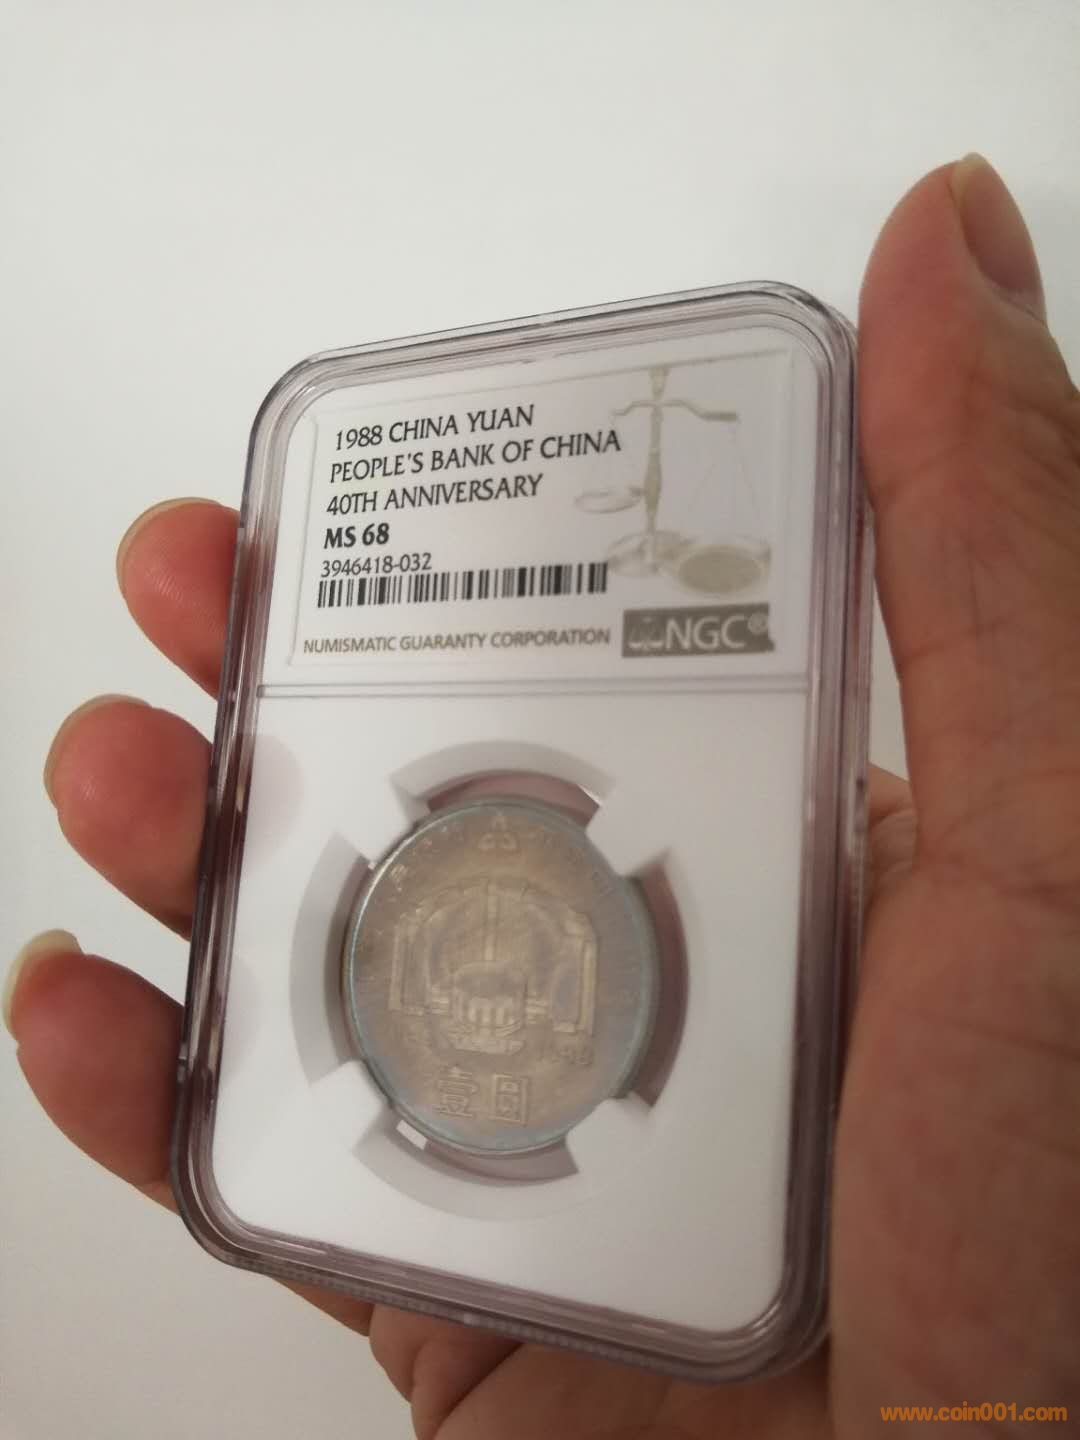 1988 CHINA YUAN
PEOPLE'S BANK OF CHINA
40TH ANNIVERSARY
MS 68
3946418-032
NUMISMATIC GUARANTY CORPORATION
NGC®
1988
壹圆
www.coin001.com